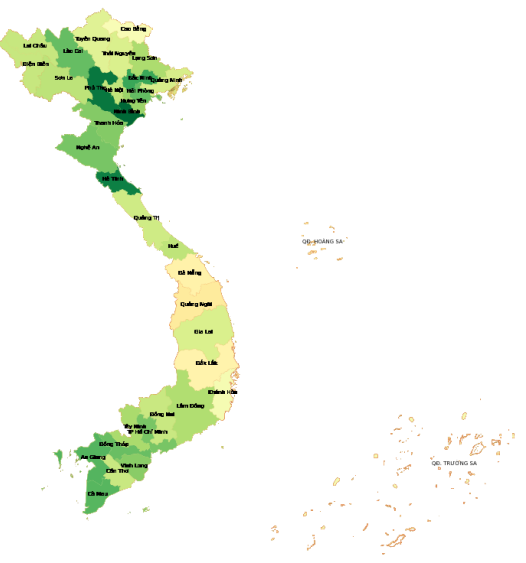 Cao Bằng
Tuyên Quang
Lai Châu
Lào Cai
Thái Nguyên
Lạng Sơn
Điện Biên
Sơn La
Phú Thọ
Hà Nội
Bắc Ninh
Quảng Ninh
Hải Phòng
Hưng Yên
Ninh Bình
Thanh Hóa
Nghệ An
Hà Tĩnh
Quảng Trị
Huế
QĐ. HOÀNG SA
Đà Nẵng
Quảng Ngãi
Gia Lai
Đắk Lắk
Khánh Hòa
Lâm Đồng
Đồng Nai
Tây Ninh
TP Hồ Chí Minh
Đồng Tháp
An Giang
Vĩnh Long
Cần Thơ
QĐ. TRƯỜNG SA
Cà Mau